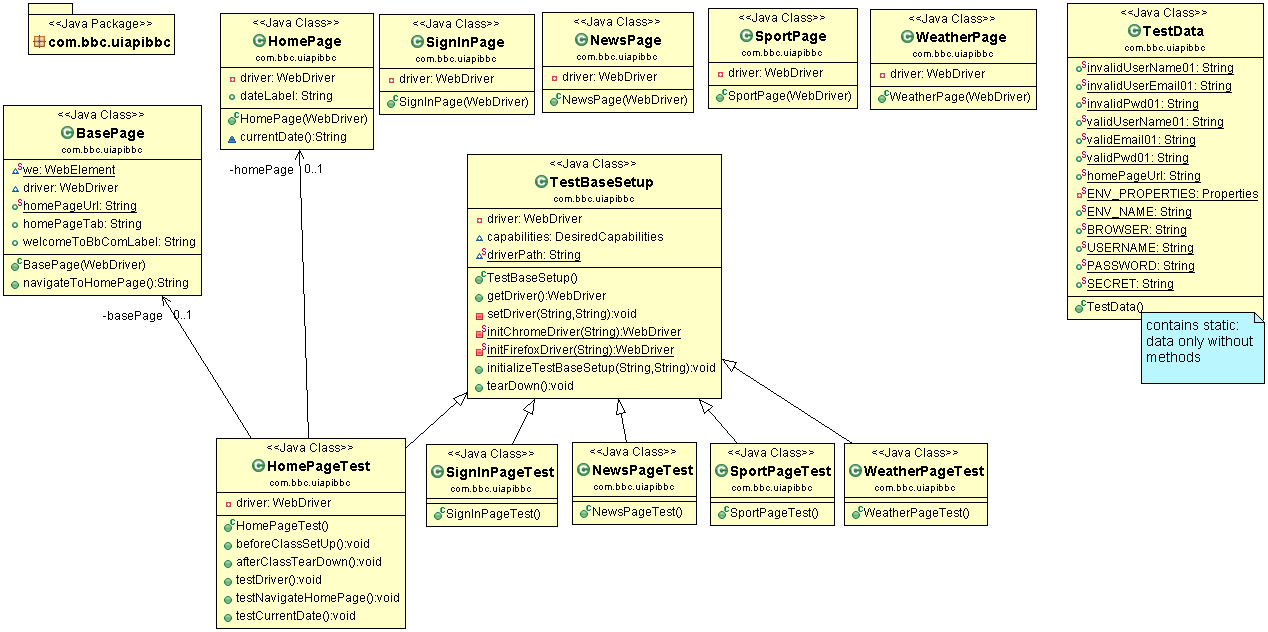 <<Java Package>>
com.bbc.uiapibbc
<<Java Class>>
HomePage
com.bbc.uiapibbc
driver: WebDriver
dateLabel: String
HomePage(WebDriver)
currentDate():String
<<Java Class>>
SignInPage
com.bbc.uiapibbc
driver: WebDriver
SignInPage(WebDriver)
<<Java Class>>
NewsPage
com.bbc.uiapibbc
driver: WebDriver
NewsPage(WebDriver)
<<Java Class>>
SportPage
com.bbc.uiapibbc
driver: WebDriver
SportPage(WebDriver)
<<Java Class>>
WeatherPage
com.bbc.uiapibbc
driver: WebDriver
WeatherPage(WebDriver)
<<Java Class>>
TestData
com.bbc.uiapibbc
invalidUserName01: String
invalidUserEmail01: String
invalidPwd01: String
validUserName01: String
validEmail01: String
validPwd01: String
homePageUrl: String
ENV_PROPERTIES: Properties
ENV_NAME: String
BROWSER: String
USERNAME: String
PASSWORD: String
SECRET: String
TestData()
contains static:
data only without
methods
<<Java Class>>
BasePage
com.bbc.uiapibbc
we: WebElement
driver: WebDriver
homePageUrl: String
homePageTab: String
welcomeToBbComLabel: String
BasePage(WebDriver)
navigateToHomePage():String
-homePage 0..1
-basePage 0..1
<<Java Class>>
TestBaseSetup
com.bbc.uiapibbc
driver: WebDriver
capabilities: DesiredCapabilities
driverPath: String
TestBaseSetup()
getDriver():WebDriver
setDriver(String,String):void
initChromeDriver(String):WebDriver
initFirefoxDriver(String):WebDriver
initializeTestBaseSetup(String,String):void
tearDown():void
<<Java Class>>
HomePageTest
com.bbc.uiapibbc
driver: WebDriver
HomePageTest()
beforeClassSetUp():void
afterClassTearDown():void
testDriver():void
testNavigateHomePage():void
testCurrentDate():void
<<Java Class>>
SignInPageTest
com.bbc.uiapibbc
SignInPageTest()
<<Java Class>>
NewsPageTest
com.bbc.uiapibbc
NewsPageTest()
<<Java Class>>
SportPageTest
com.bbc.uiapibbc
SportPageTest()
<<Java Class>>
WeatherPageTest
com.bbc.uiapibbc
WeatherPageTest()